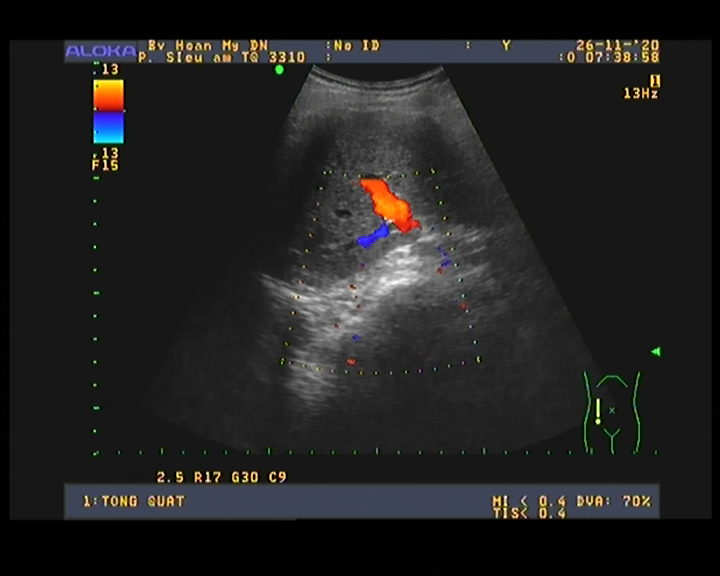 ALOKA Bv Hoan My DN :No ID : Y 26-11-'20
P. Sieu am TQ 3310 : :0 07:38:58
13
1
13Hz
13
F15
2.5 R17 G30 C9
1:TONG QUAT MI < 0.4 DVA: 70%
TIS< 0.4